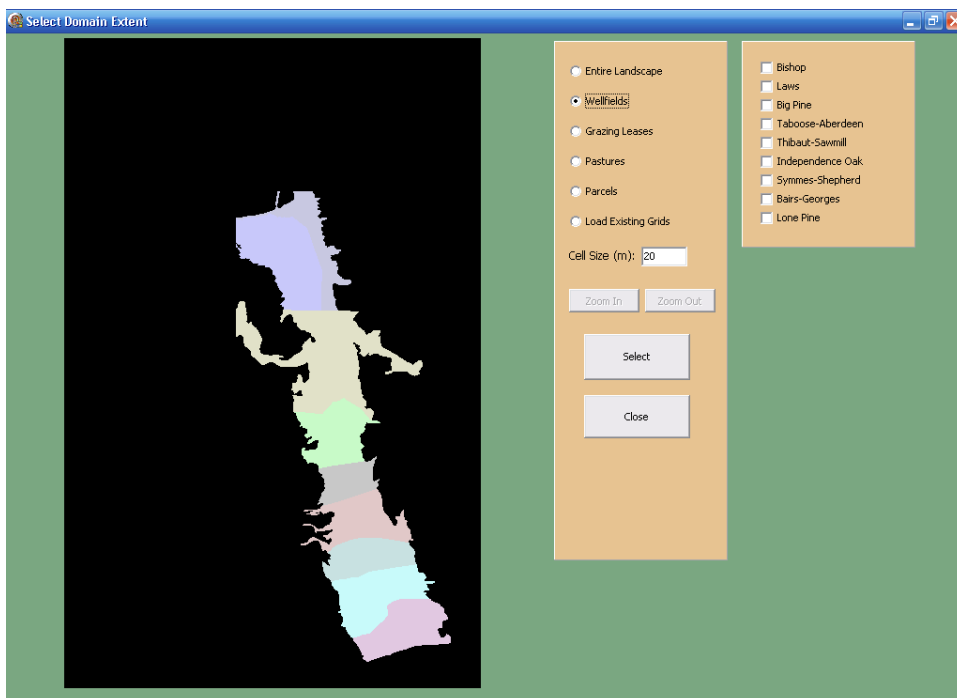 Select Domain Extent
Entire Landscape
Wellfields
Grazing Leases
Pastures
Parcels
Load Existing Grids
Cell Size (m): 20
Zoom In Zoom Out
Select
Close
Bishop
Laws
Big Pine
Taboose-Aberdeen
Thibaut-Sawmill
Independence Oak
Symmes-Shepherd
Bairs-Georges
Lone Pine